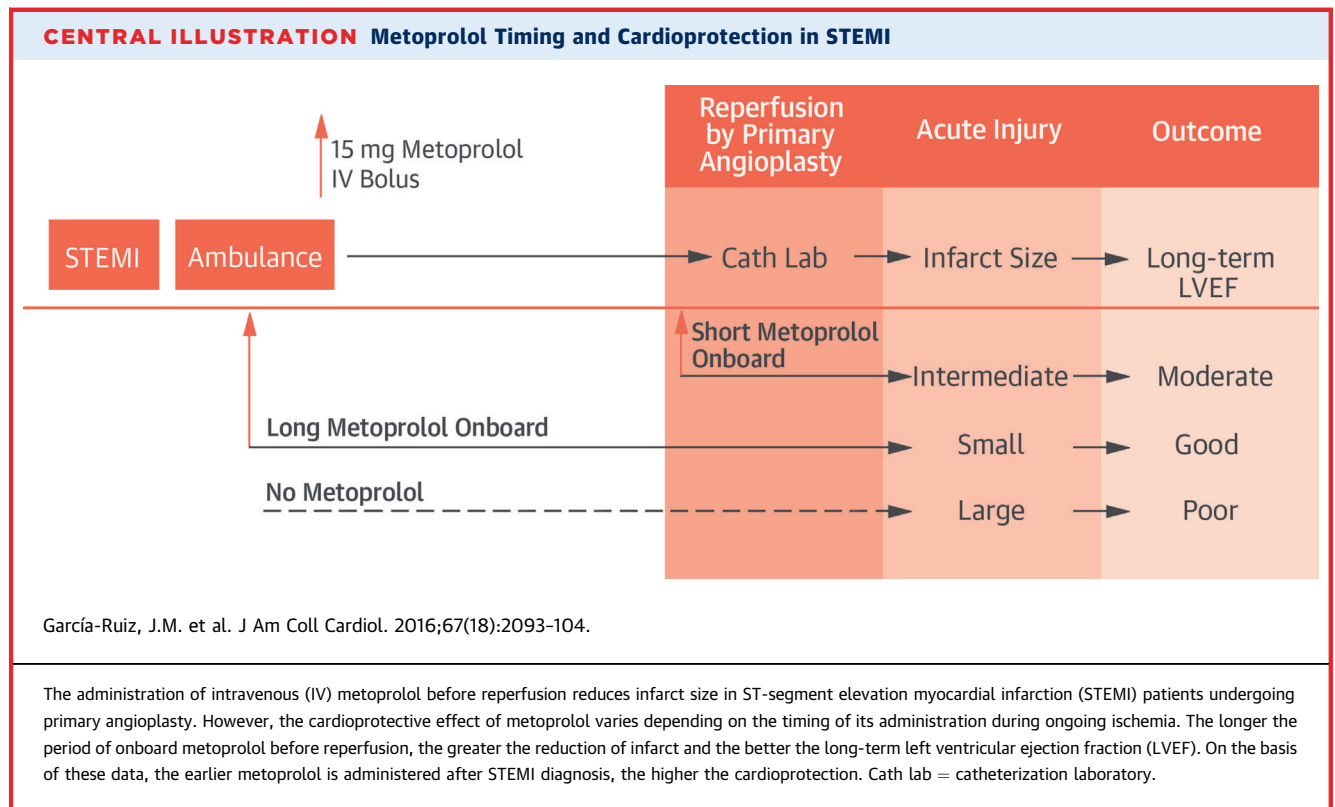 CENTRAL ILLUSTRATION Metoprolol Timing and Cardioprotection in STEMI
Reperfusion
by Primary
Angioplasty
Acute Injury
Outcome
15 mg Metoprolol
IV Bolus
STEMI
Ambulance
Cath Lab
Infarct Size
Long-term
LVEF
Short Metoprolol
Onboard
Intermediate
Moderate
Long Metoprolol Onboard
Small
Good
No Metoprolol
Large
Poor
García-Ruiz, J.M. et al. J Am Coll Cardiol. 2016;67(18):2093–104.
The administration of intravenous (IV) metoprolol before reperfusion reduces infarct size in ST-segment elevation myocardial infarction (STEMI) patients undergoing
primary angioplasty. However, the cardioprotective effect of metoprolol varies depending on the timing of its administration during ongoing ischemia. The longer the
period of onboard metoprolol before reperfusion, the greater the reduction of infarct and the better the long-term left ventricular ejection fraction (LVEF). On the basis
of these data, the earlier metoprolol is administered after STEMI diagnosis, the higher the cardioprotection. Cath lab = catheterization laboratory.